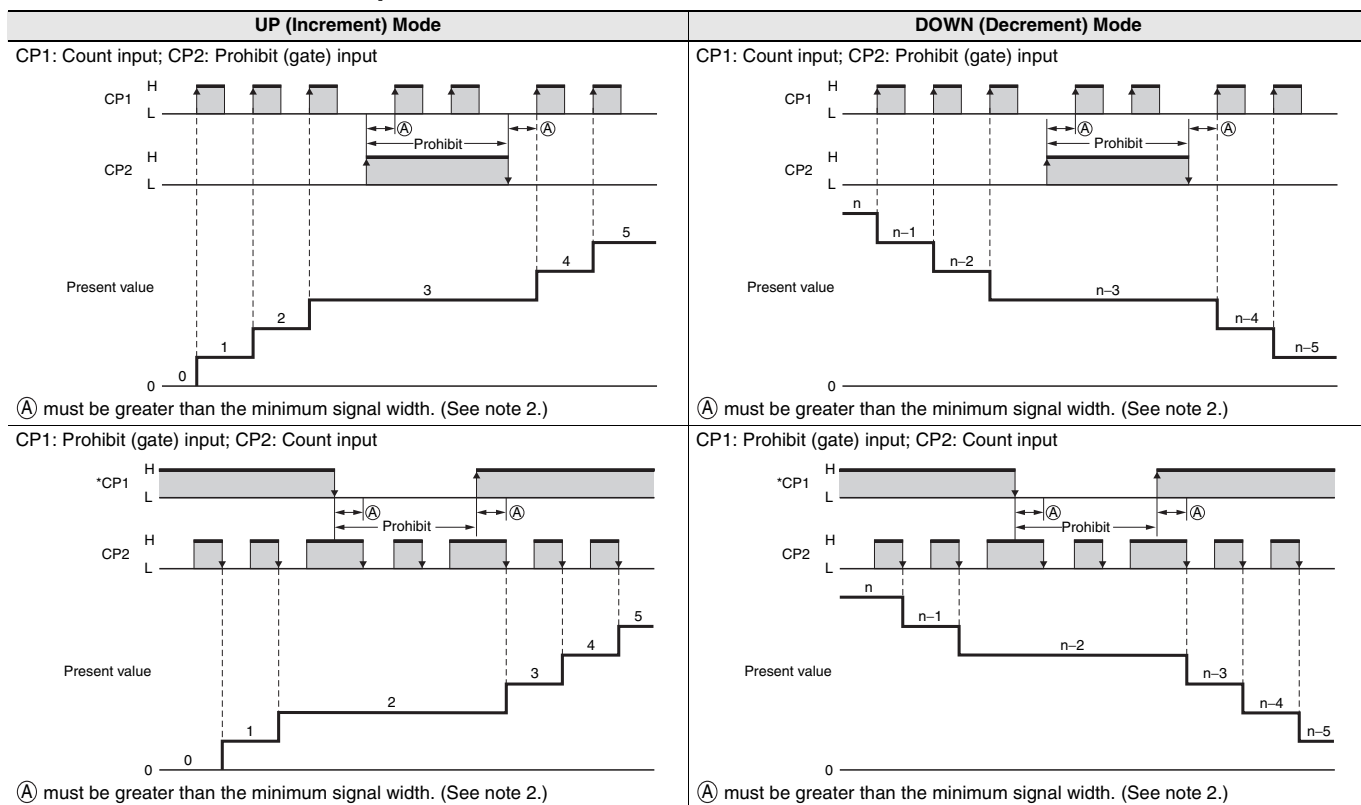 UP (Increment) Mode
DOWN (Decrement) Mode
CP1: Count input; CP2: Prohibit (gate) input
CP1
H
L
A
A
Prohibit
CP2
H
L
Present value
0
0
1
2
3
4
5
A must be greater than the minimum signal width. (See note 2.)
CP1: Count input; CP2: Prohibit (gate) input
CP1
H
L
A
A
Prohibit
CP2
H
L
Present value
n
n–1
n–2
n–3
n–4
n–5
0
A must be greater than the minimum signal width. (See note 2.)
CP1: Prohibit (gate) input; CP2: Count input
*CP1
H
L
A
A
Prohibit
CP2
H
L
Present value
0
0
1
2
3
4
5
A must be greater than the minimum signal width. (See note 2.)
CP1: Prohibit (gate) input; CP2: Count input
*CP1
H
L
A
A
Prohibit
CP2
H
L
Present value
n
n–1
n–2
n–3
n–4
n–5
0
A must be greater than the minimum signal width. (See note 2.)